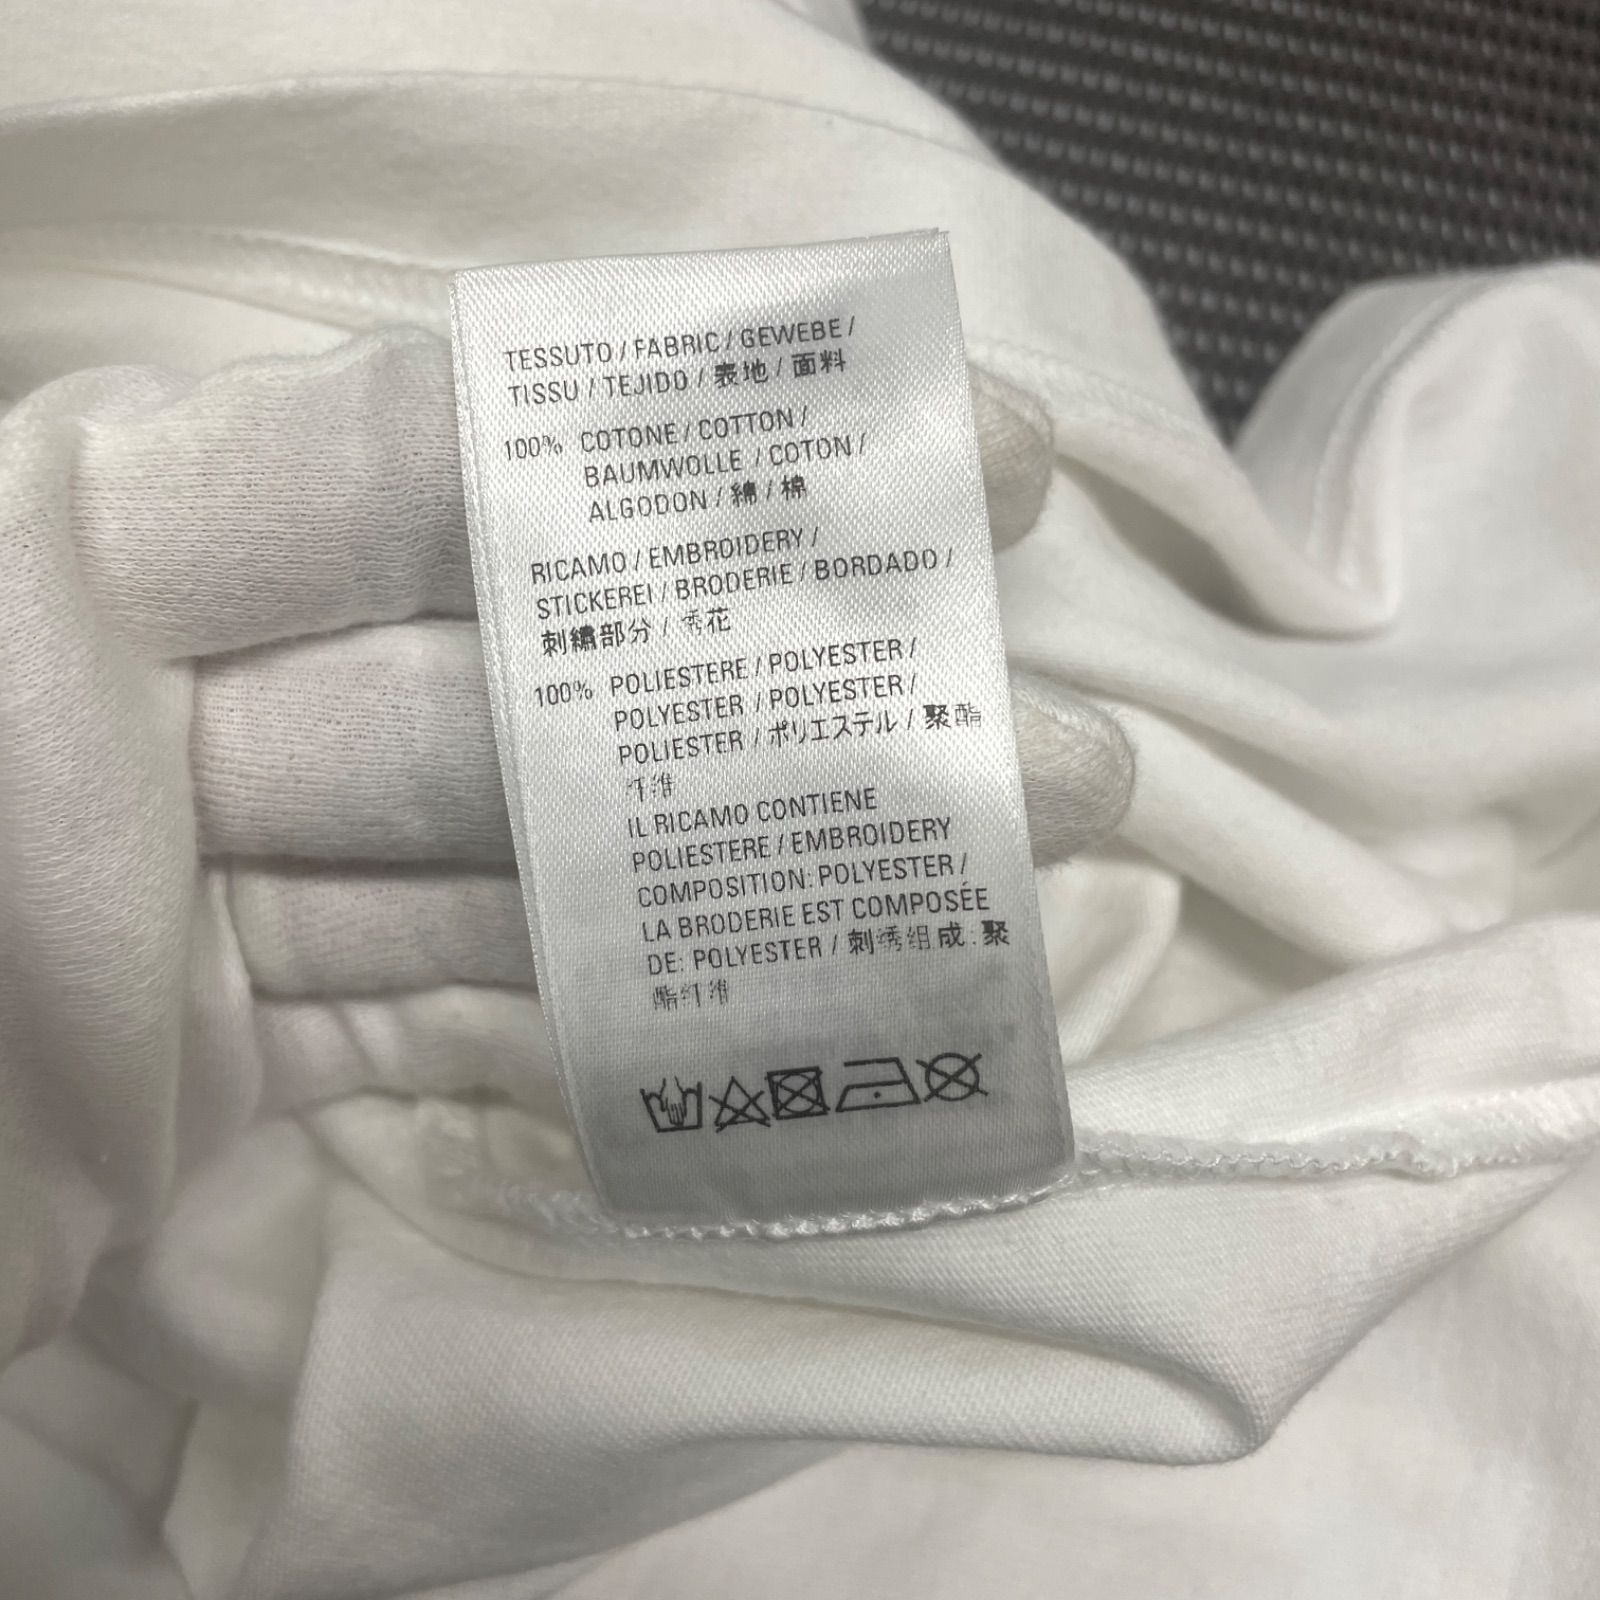 TESSUTO / FABRIC / GEWEBE /
TISSU / TEJIDO / 表地 / 面料
100% COTONE / COTTON /
BAUMWOLLE / COTON /
ALGODON / 綿 / 棉
RICAMO / EMBROIDERY /
STICKEREI / BRODERIE / BORDADO /
刺繍部分 / 秀花
100% POLIESTERE / POLYESTER /
POLYESTER / POLYESTER /
POLIESTER / ポリエステル / 聚酯
纤维
IL RICAMO CONTIENE
POLIESTERE / EMBROIDERY
COMPOSITION: POLYESTER /
LA BRODERIE EST COMPOSÉE
DE: POLYESTER / 刺绣组成: 聚
酯纤维